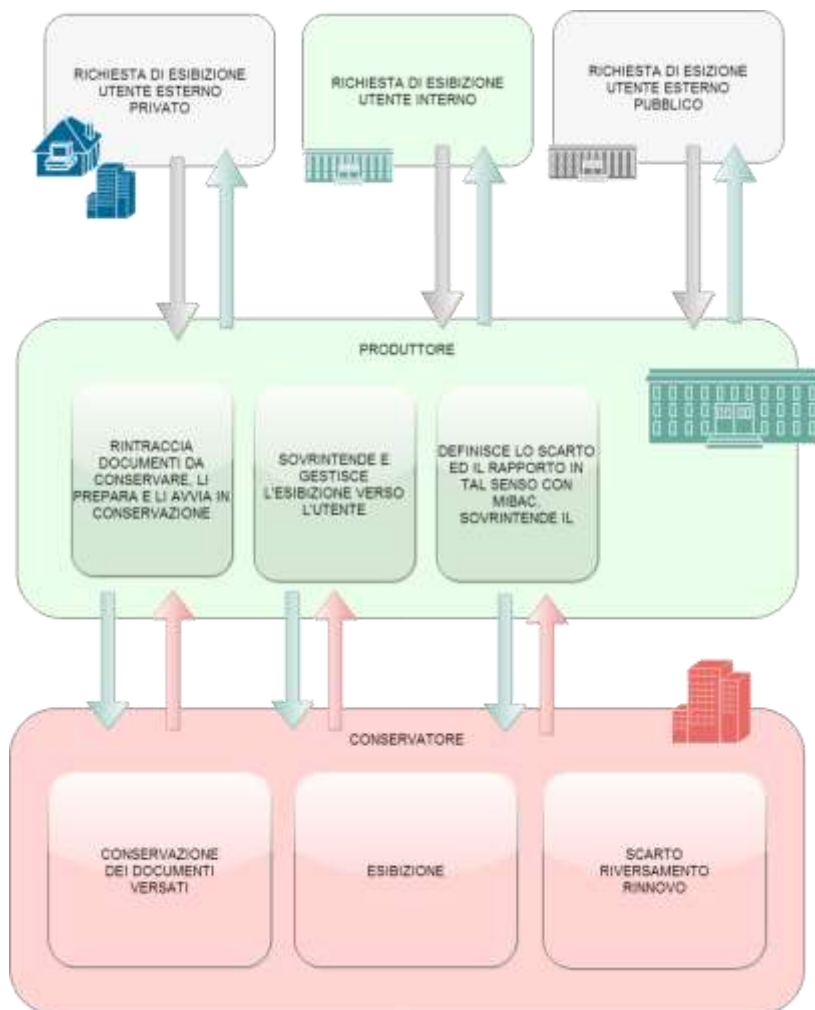 RICHIESTA DI ESIBIZIONE
UTENTE ESTERNO
PRIVATO
RICHIESTA DI ESIBIZIONE
UTENTE INTERNO
RICHIESTA DI ESIZIONE
UTENTE ESTERNO
PUBBLICO
PRODUTTORE
RINTRACCIA
DOCUMENTI DA
CONSERVARE, LI
PREPARA E LI AVVIA IN
CONSERVAZIONE
SOVRINTENDE E
GESTISCE
L'ESIBIZIONE VERSO
L'UTENTE
DEFINISCE LO SCARTO
ED IL RAPPORTO IN
TAL SENSO CON
MIBAC.
SOVRINTENDE IL
CONSERVATORE
CONSERVAZIONE
DEI DOCUMENTI
VERSATI
ESIBIZIONE
SCARTO
RIVERSAMENTO
RINNOVO